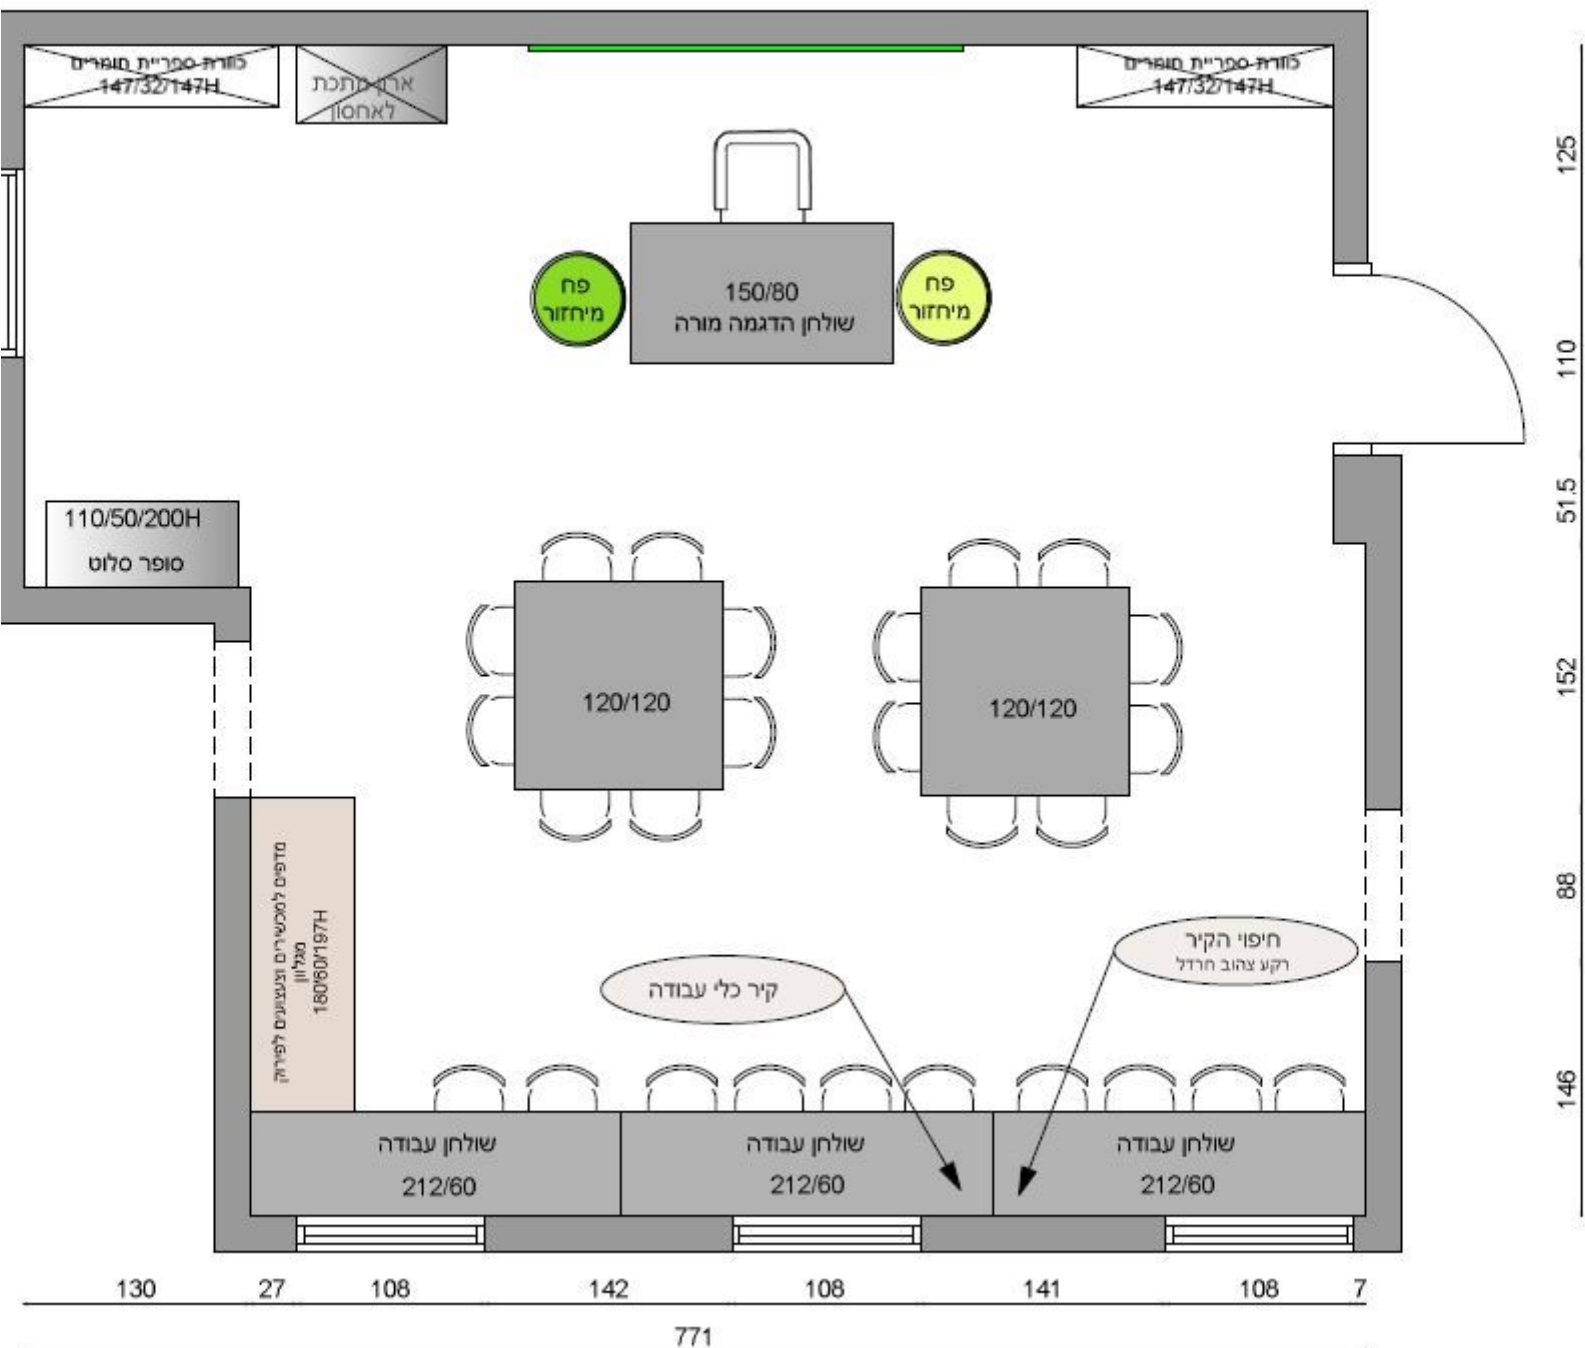 כוורת ספריית חומרים
147/32/147H
ארון מתכת
לאחסון
כוורת ספריית חומרים
147/32/147H
125
פח
מיחזור
150/80
שולחן הדגמה מורה
פח
מיחזור
110
51.5
110/50/200H
סופר סלוט
120/120
120/120
152
מדפים למכשירים וצעצועים לפירוק
מגלוון
180/60/197H
88
חיפוי הקיר
רקע צהוב חרדל
קיר כלי עבודה
146
שולחן עבודה
212/60
שולחן עבודה
212/60
שולחן עבודה
212/60
130
27
108
142
108
141
108
7
771